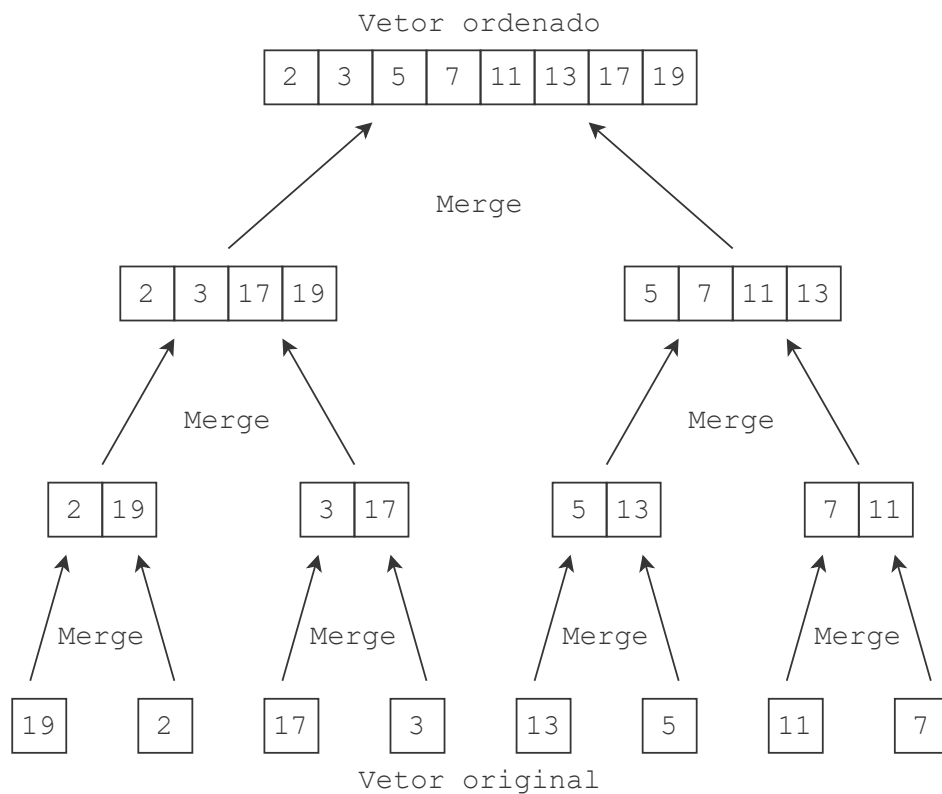 Vetor ordenado
2 3 5 7 11 13 17 19
Merge
2 3 17 19 5 7 11 13
Merge Merge
2 19 3 17 5 13 7 11
Merge Merge Merge Merge
19 2 17 3 13 5 11 7
Vetor original